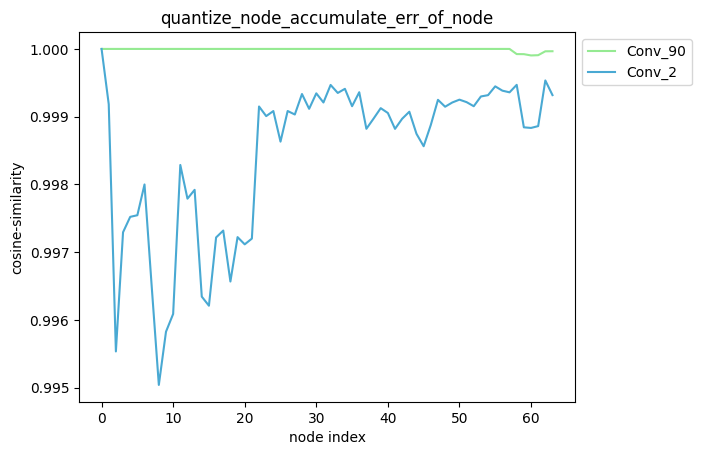 quantize_node_accumulate_err_of_node
1.000
0.999
0.998
0.997
0.996
0.995
cosine-similarity
0
10
20
30
40
50
60
node index
Conv_90
Conv_2